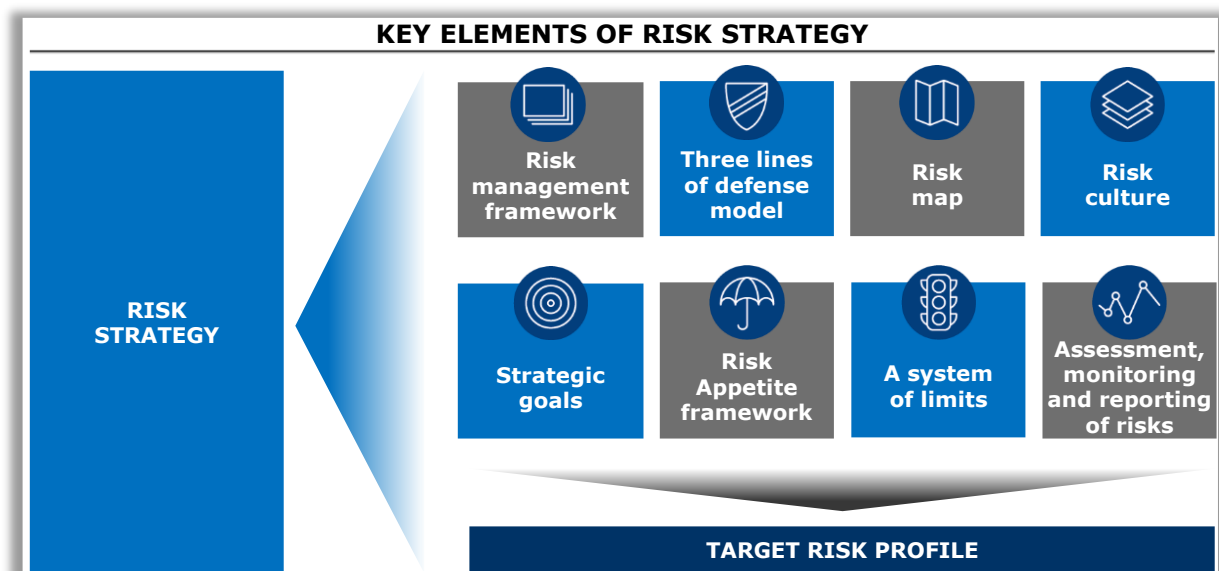 KEY ELEMENTS OF RISK STRATEGY
RISK
STRATEGY
Risk
management
framework
Three lines
of defense
model
Risk
map
Risk
culture
Strategic
goals
Risk
Appetite
framework
A system
of limits
Assessment,
monitoring
and reporting
of risks
TARGET RISK PROFILE